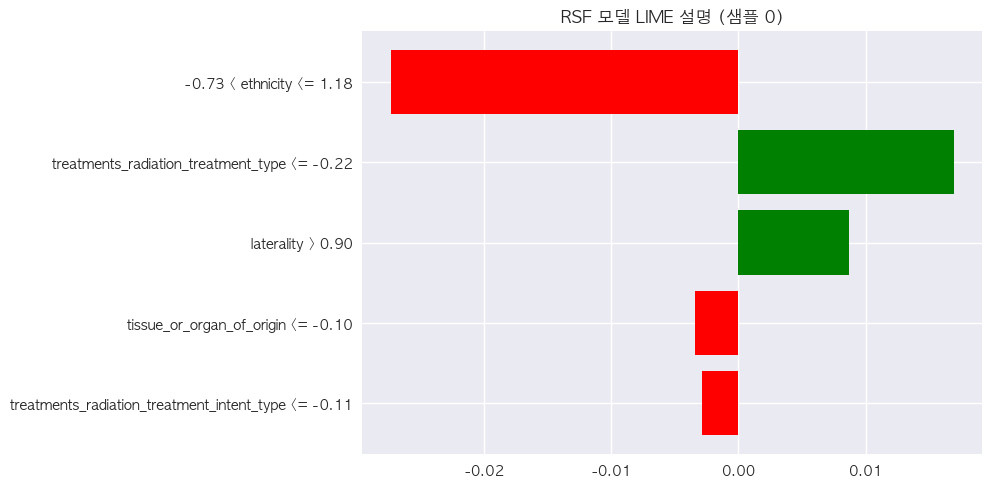 RSF 모델 LIME 설명 (샘플 0)
-0.73 < ethnicity <= 1.18
treatments_radiation_treatment_type <= -0.22
laterality > 0.90
tissue_or_organ_of_origin <= -0.10
treatments_radiation_treatment_intent_type <= -0.11
-0.02 -0.01 0.00 0.01